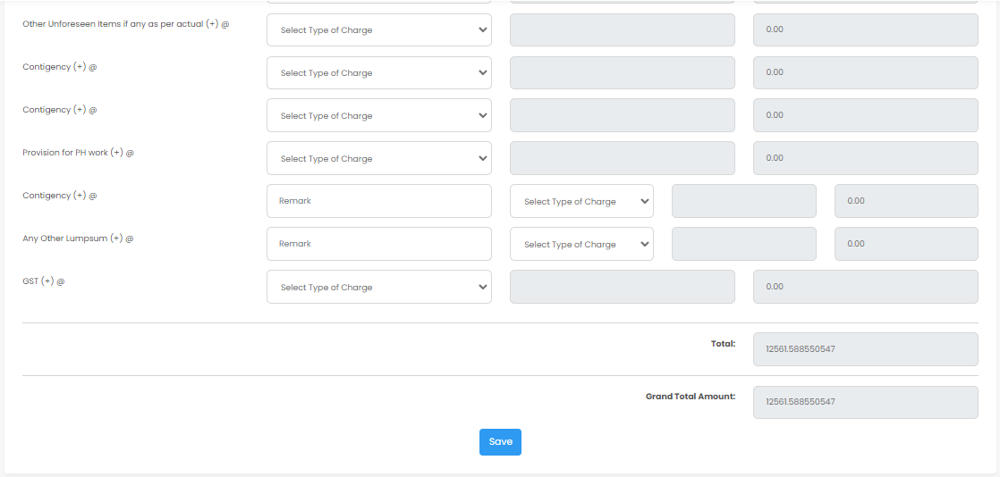 Other Unforeseen Items if any as per actual (+) @ Select Type of Charge 0.00
Contigency (+) @ Select Type of Charge 0.00
Contigency (+) @ Select Type of Charge 0.00
Provision for PH work (+) @ Select Type of Charge 0.00
Contigency (+) @ Remark Select Type of Charge 0.00
Any Other Lumpsum (+) @ Remark Select Type of Charge 0.00
GST (+) @ Select Type of Charge 0.00
Total: 12561.588550547
Grand Total Amount: 12561.588550547
Save